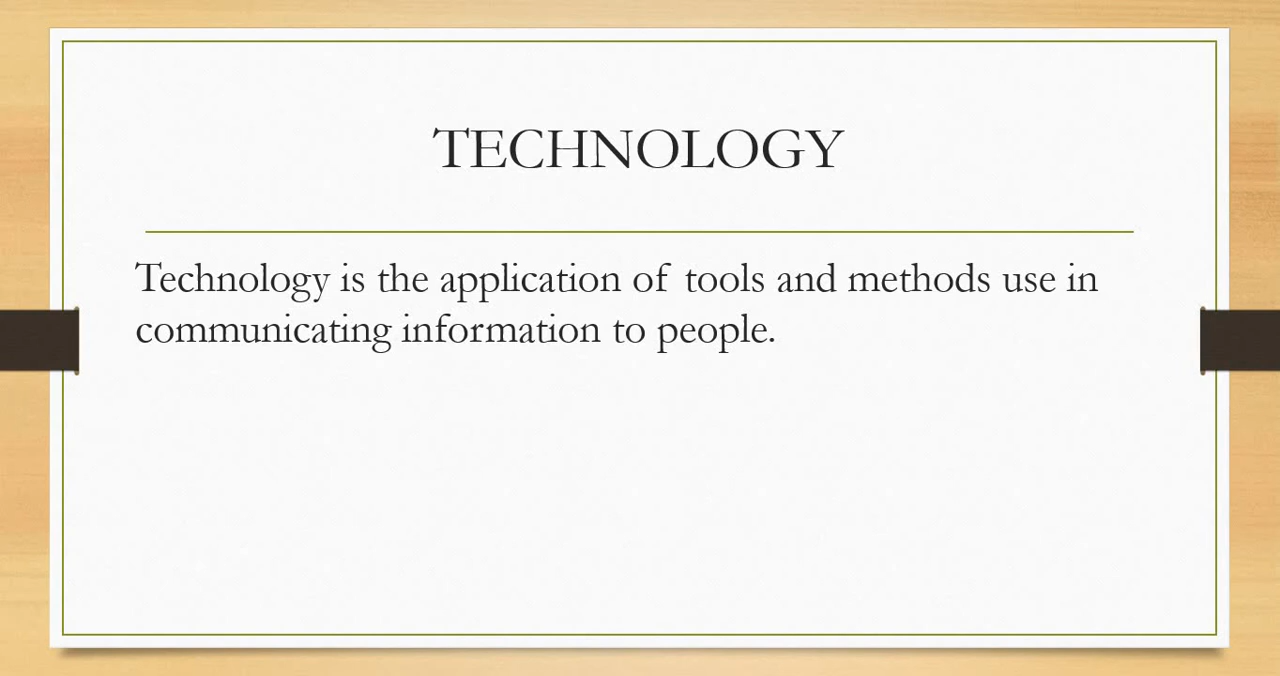 TECHNOLOGY
Technology is the application of tools and methods use in
communicating information to people.